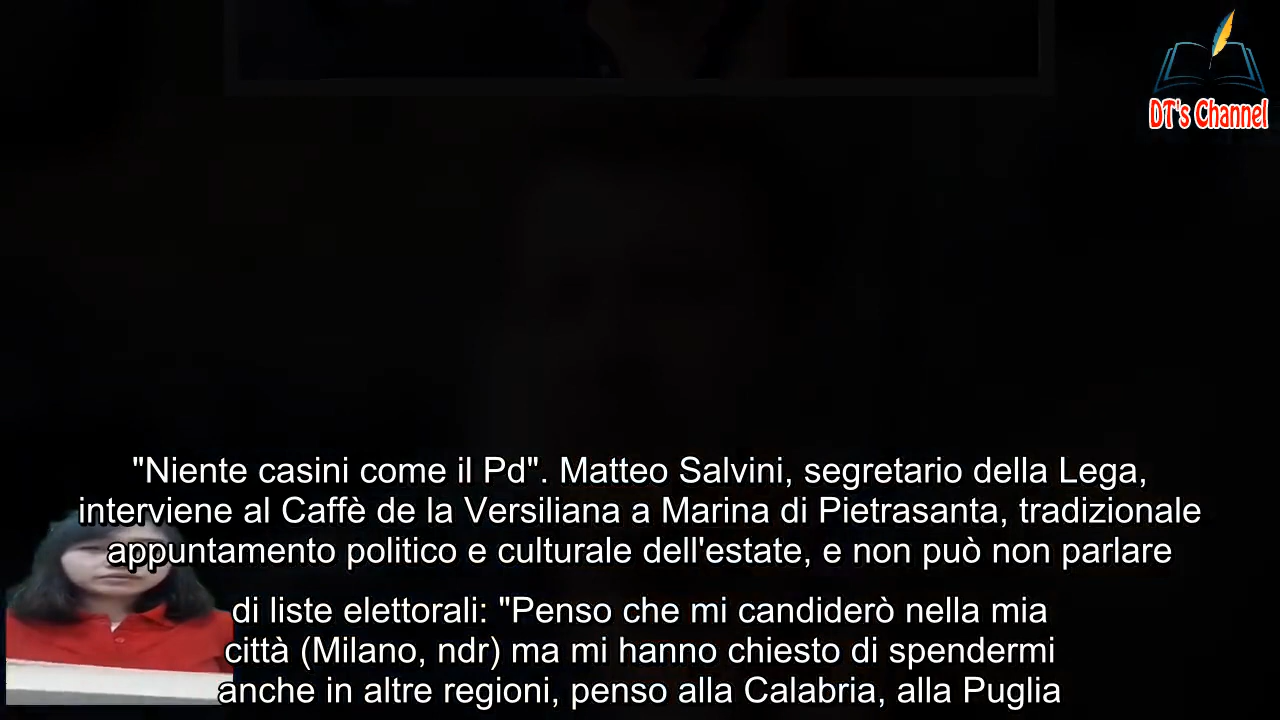 DT's Channel
"Niente casini come il Pd". Matteo Salvini, segretario della Lega,
interviene al Caffè de la Versiliana a Marina di Pietrasanta, tradizionale
appuntamento politico e culturale dell'estate, e non può non parlare
di liste elettorali: "Penso che mi candiderò nella mia
città (Milano, ndr) ma mi hanno chiesto di spendermi
anche in altre regioni, penso alla Calabria, alla Puglia